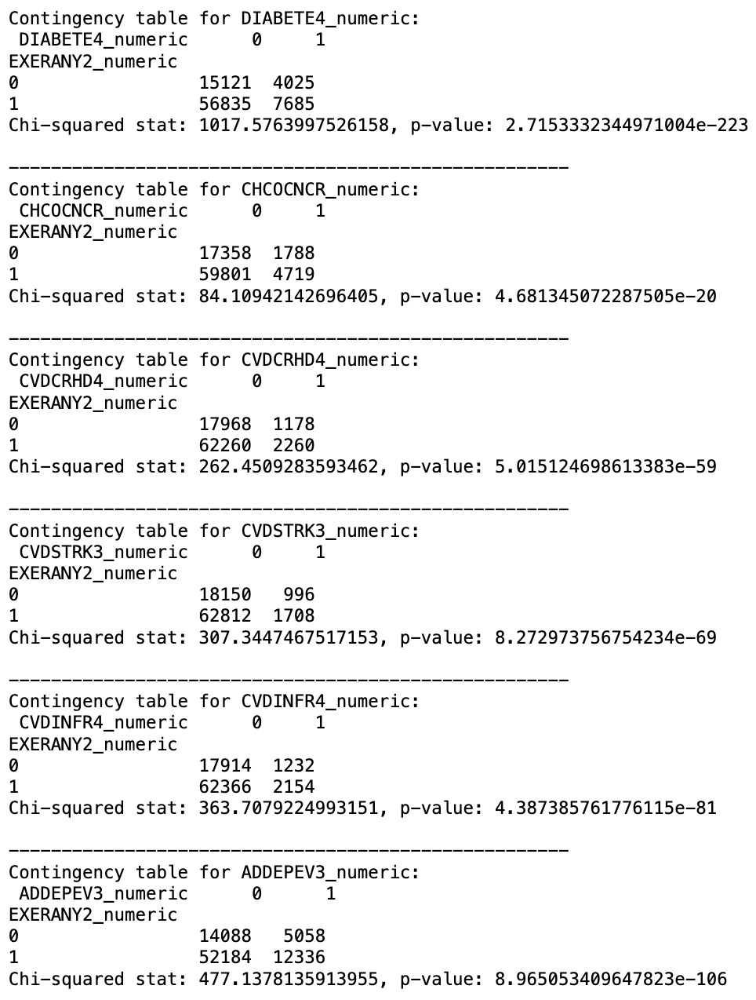 Contingency table for DIABETE4_numeric:
DIABETE4_numeric 0 1
EXERANY2_numeric
0 15121 4025
1 56835 7685
Chi-squared stat: 1017.5763997526158, p-value: 2.7153332344971004e-223
-----------------------------------------------------
Contingency table for CHCOCNCR_numeric:
CHCOCNCR_numeric 0 1
EXERANY2_numeric
0 17358 1788
1 59801 4719
Chi-squared stat: 84.10942142696405, p-value: 4.681345072287505e-20
-----------------------------------------------------
Contingency table for CVDCRHD4_numeric:
CVDCRHD4_numeric 0 1
EXERANY2_numeric
0 17968 1178
1 62260 2260
Chi-squared stat: 262.4509283593462, p-value: 5.015124698613383e-59
-----------------------------------------------------
Contingency table for CVDSTRK3_numeric:
CVDSTRK3_numeric 0 1
EXERANY2_numeric
0 18150 996
1 62812 1708
Chi-squared stat: 307.3447467517153, p-value: 8.272973756754234e-69
-----------------------------------------------------
Contingency table for CVDINFR4_numeric:
CVDINFR4_numeric 0 1
EXERANY2_numeric
0 17914 1232
1 62366 2154
Chi-squared stat: 363.7079224993151, p-value: 4.387385761776115e-81
-----------------------------------------------------
Contingency table for ADDEPEV3_numeric:
ADDEPEV3_numeric 0 1
EXERANY2_numeric
0 14088 5058
1 52184 12336
Chi-squared stat: 477.1378135913955, p-value: 8.965053409647823e-106